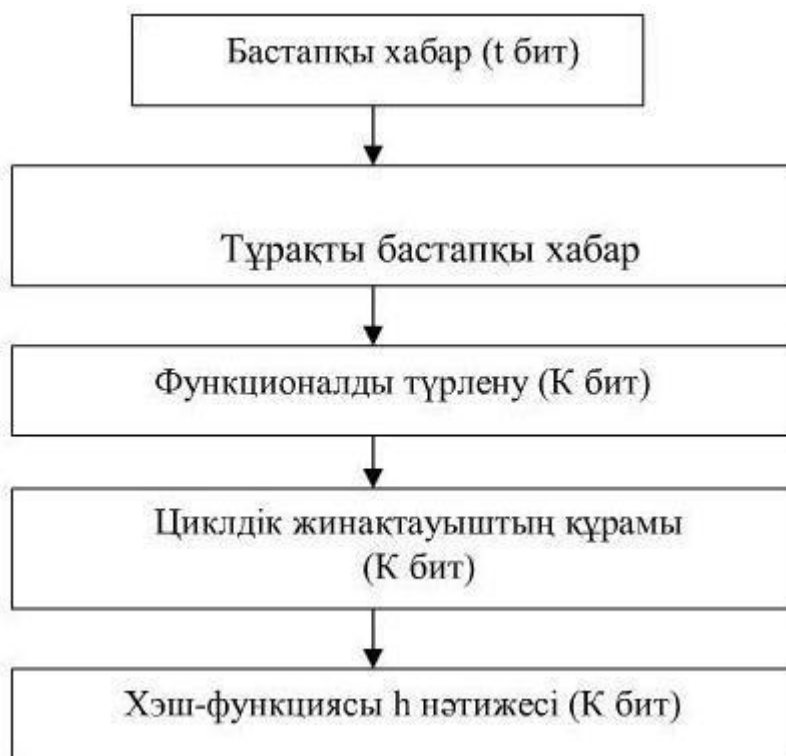 Бастапқы хабар (t бит)
Тұрақты бастапқы хабар
Функционалды түрлену (К бит)
Циклдік жинақтауыштың құрамы
(К бит)
Хэш-функциясы h нәтижесі (К бит)